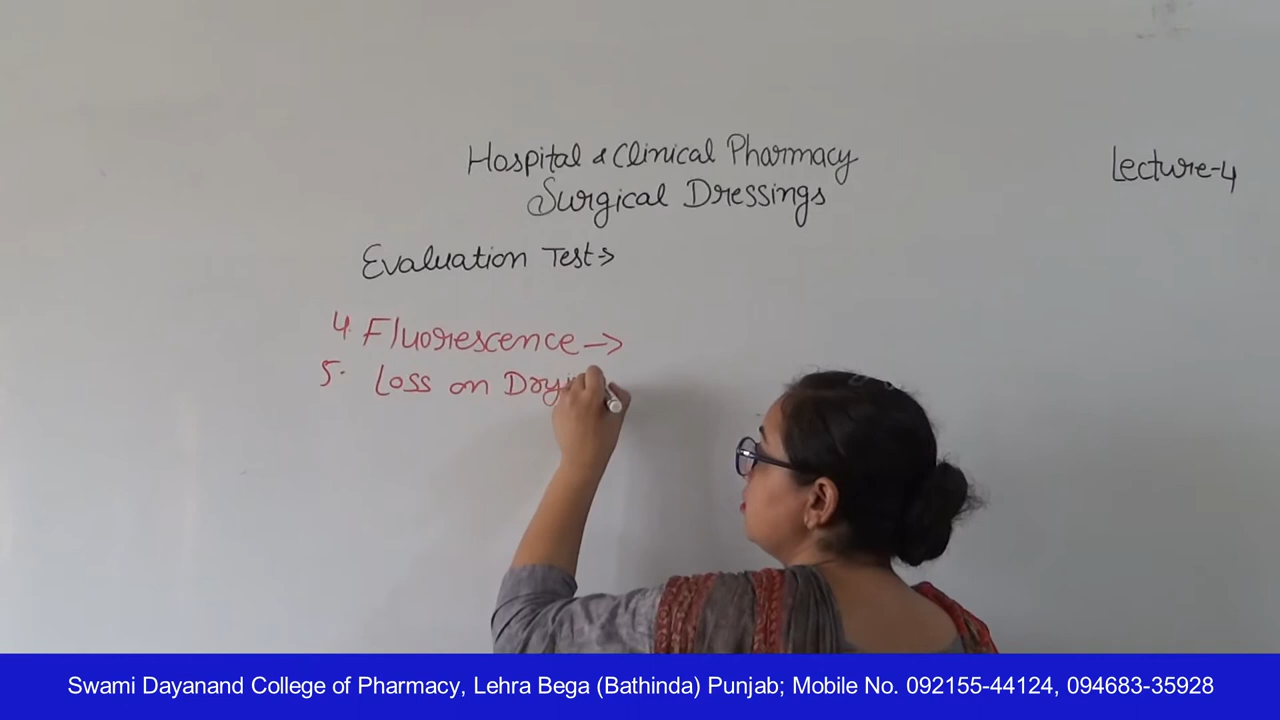 Hospital & Clinical Pharmacy
Lecture-4
Surgical Dressings
Evaluation Test→
4. Fluorescence →
5. Loss on
Swami Dayanand College of Pharmacy, Lehra Bega (Bathinda) Punjab; Mobile No. 092155-44124, 094683-35928